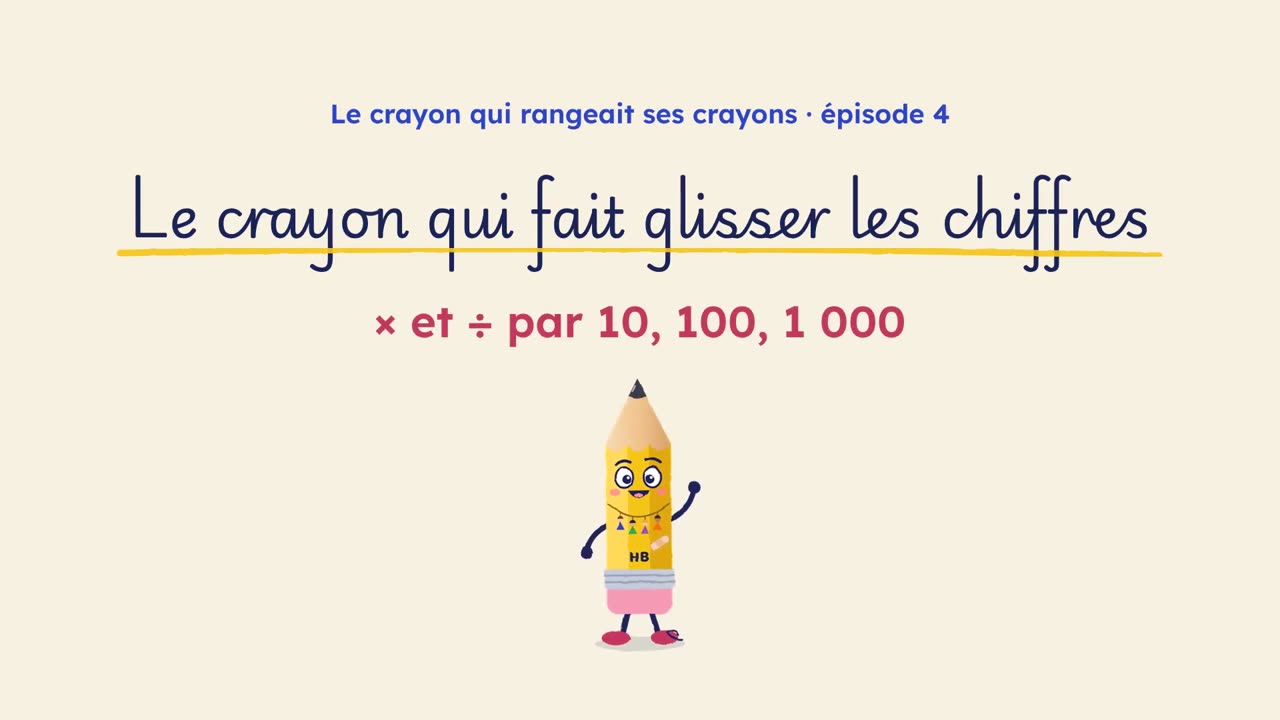 Le crayon qui rangeait ses crayons · épisode 4
Le crayon qui fait glisser les chiffres
× et ÷ par 10, 100, 1 000
HB